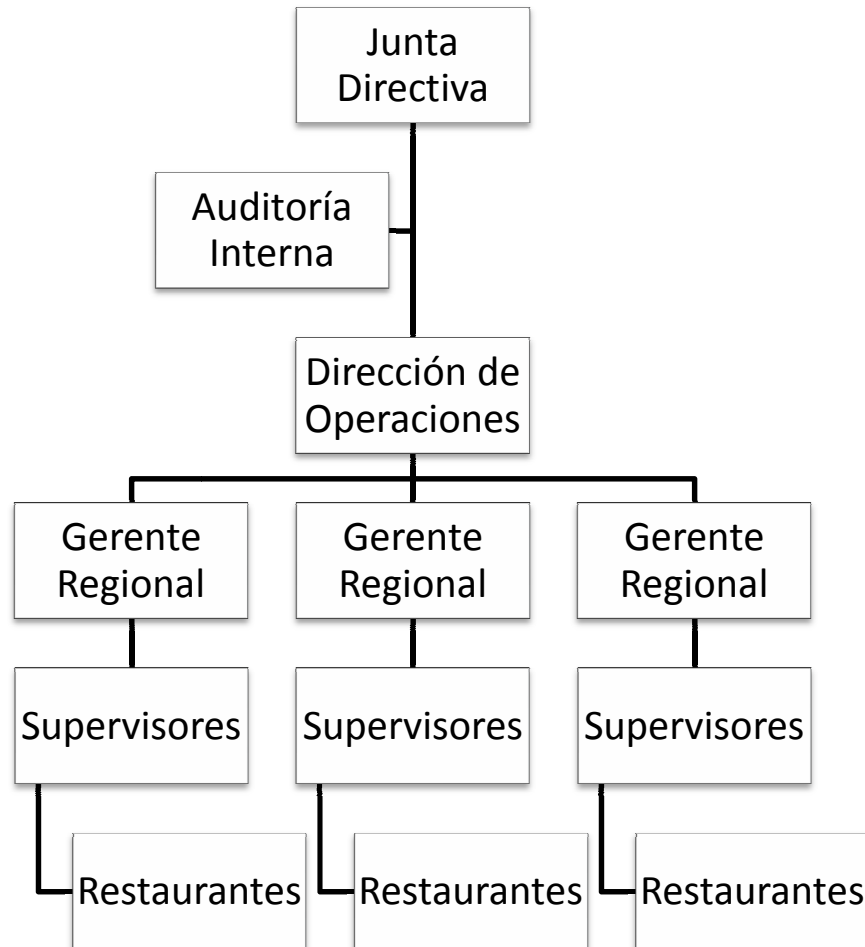 Junta
Directiva
Auditoría
Interna
Dirección de
Operaciones
Gerente
Regional
Gerente
Regional
Gerente
Regional
Supervisores
Supervisores
Supervisores
Restaurantes
Restaurantes
Restaurantes